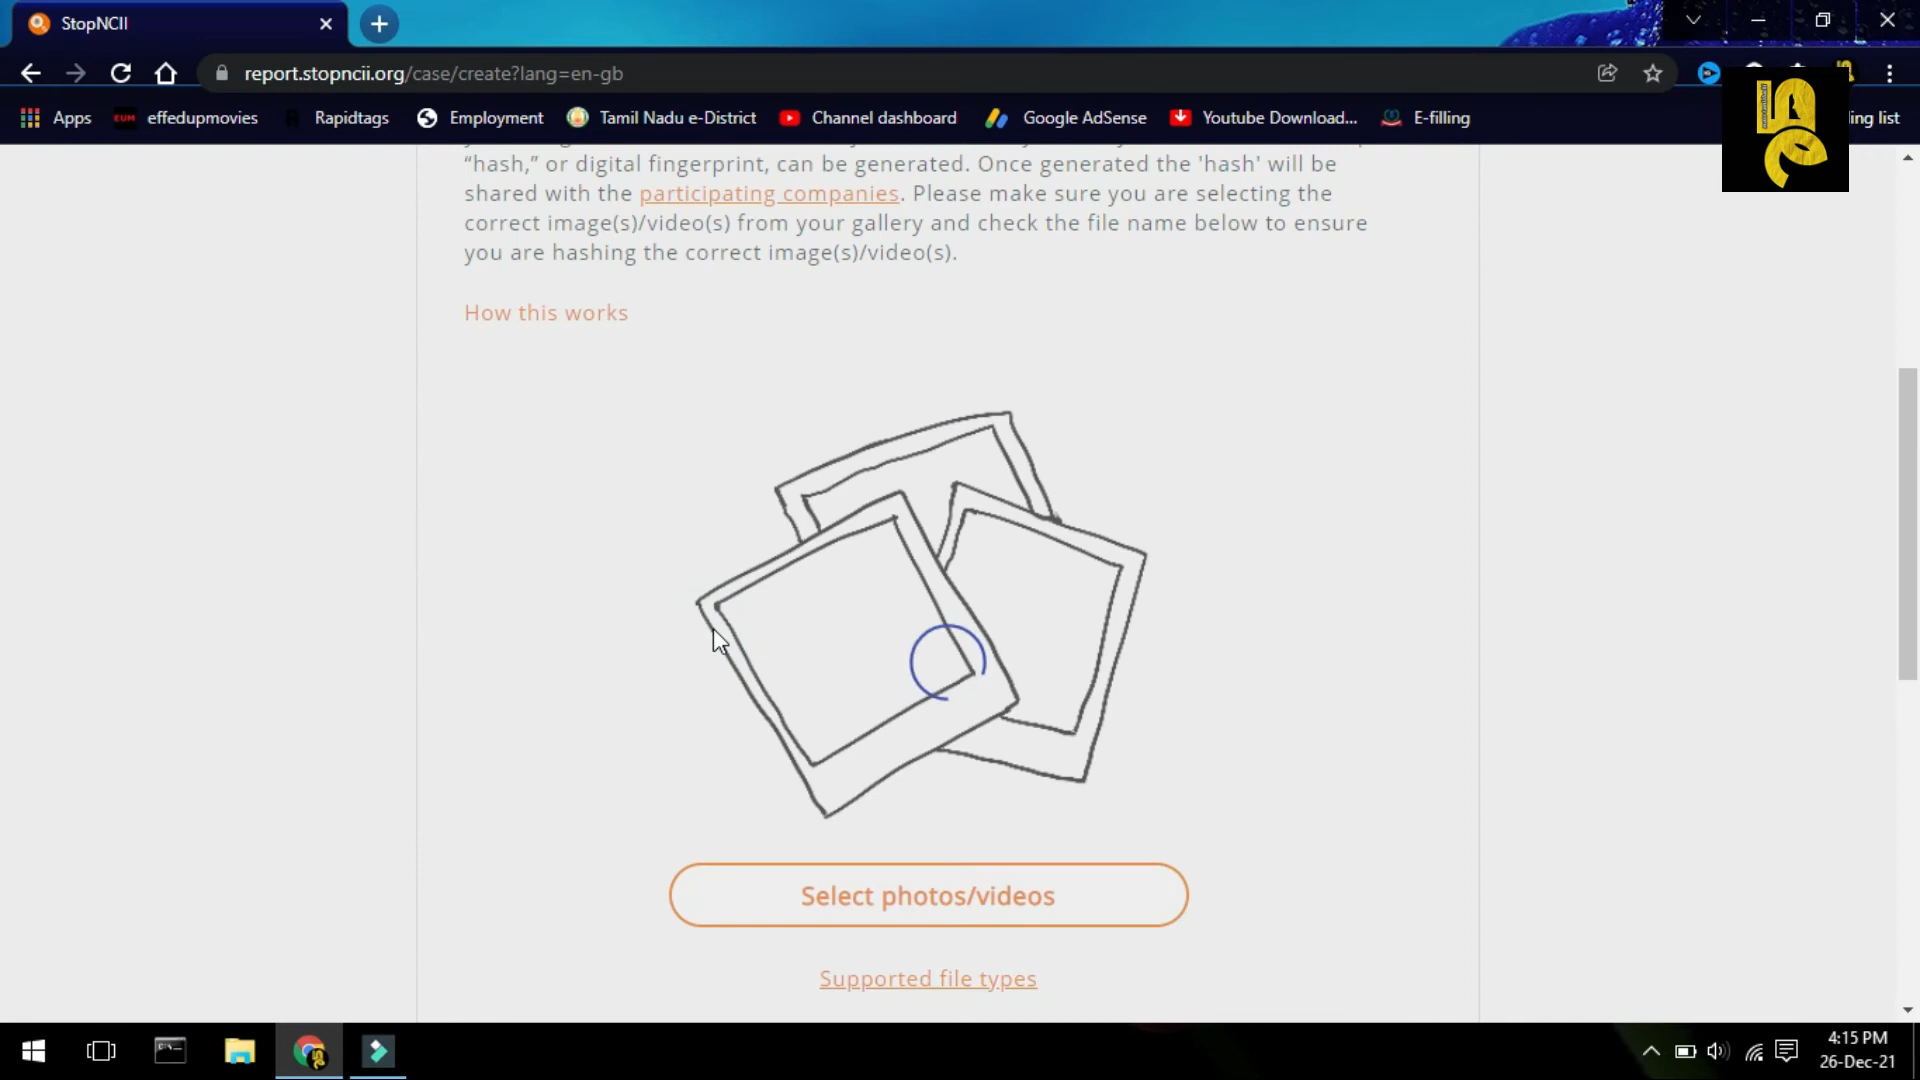 StopNCII
report.stopncii.org/case/create?lang=en-gb
Apps effedupmovies Rapidtags Employment Tamil Nadu e-District Channel dashboard Google AdSense Youtube Download... E-filling list
“hash,” or digital fingerprint, can be generated. Once generated the 'hash' will be
shared with the participating companies. Please make sure you are selecting the
correct image(s)/video(s) from your gallery and check the file name below to ensure
you are hashing the correct image(s)/video(s).
How this works
Select photos/videos
Supported file types
4:15 PM
26-Dec-21